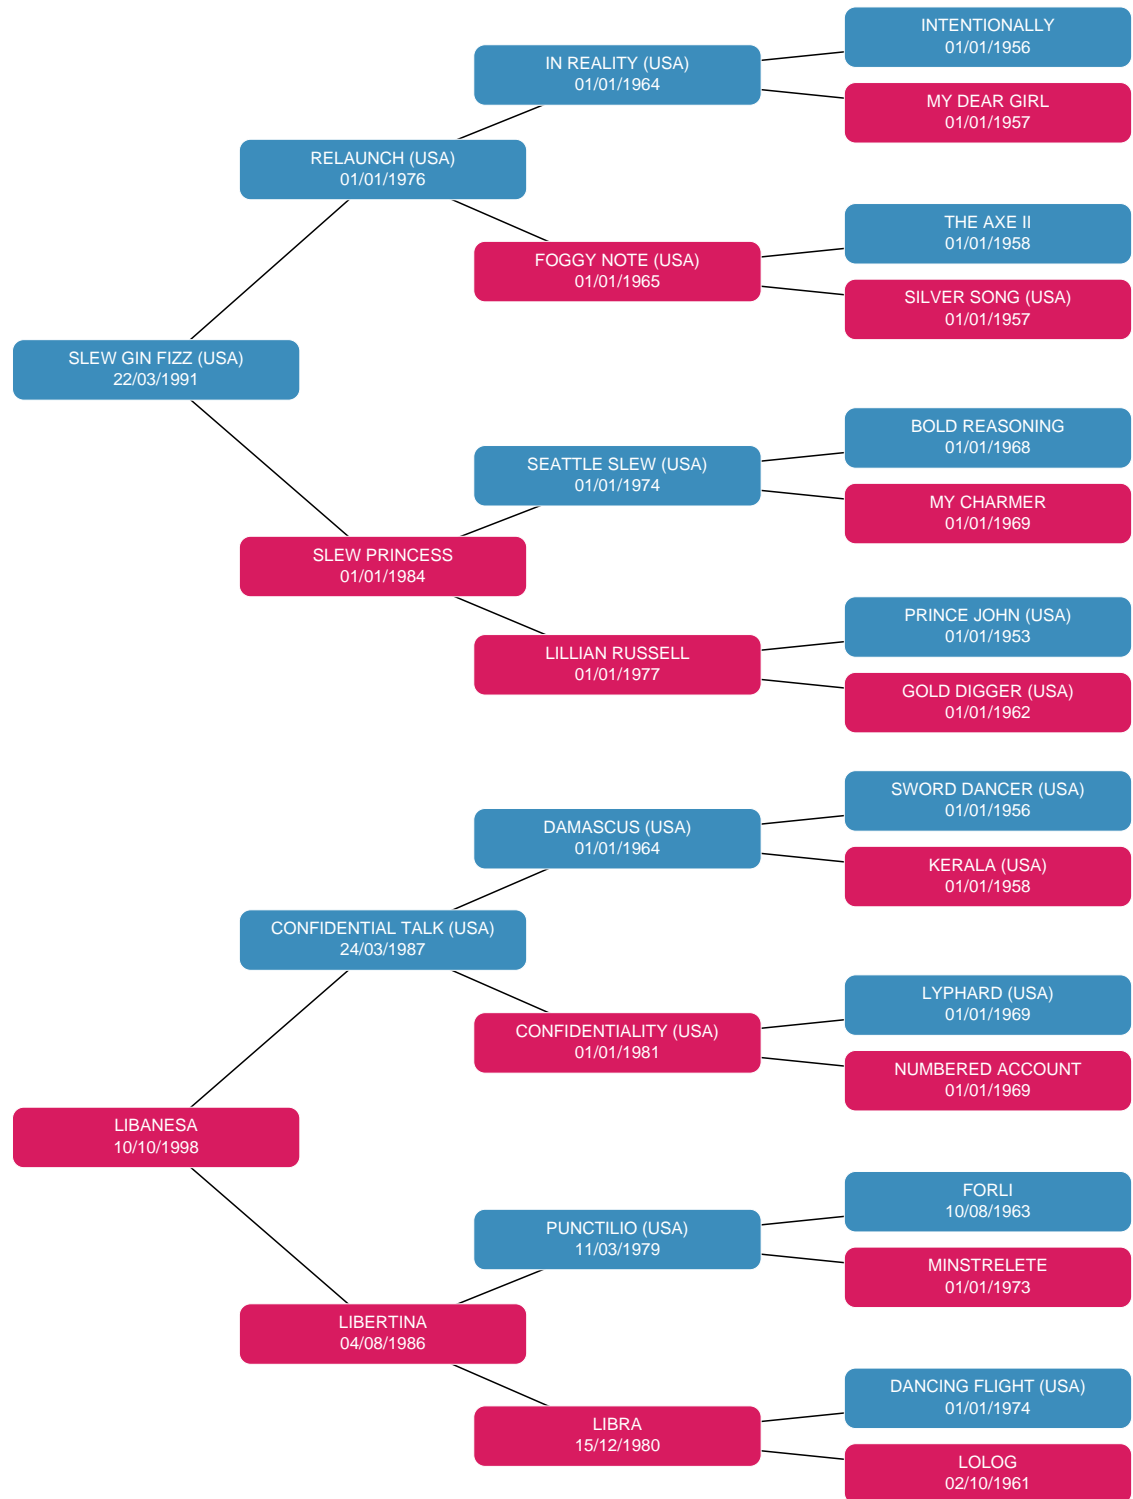 INTENTIONALLY
01/01/1956
IN REALITY (USA)
01/01/1964
MY DEAR GIRL
01/01/1957
RELAUNCH (USA)
01/01/1976
THE AXE II
01/01/1958
FOGGY NOTE (USA)
01/01/1965
SILVER SONG (USA)
01/01/1957
SLEW GIN FIZZ (USA)
22/03/1991
BOLD REASONING
01/01/1968
SEATTLE SLEW (USA)
01/01/1974
MY CHARMER
01/01/1969
SLEW PRINCESS
01/01/1984
PRINCE JOHN (USA)
01/01/1953
LILLIAN RUSSELL
01/01/1977
GOLD DIGGER (USA)
01/01/1962
SWORD DANCER (USA)
01/01/1956
DAMASCUS (USA)
01/01/1964
KERALA (USA)
01/01/1958
CONFIDENTIAL TALK (USA)
24/03/1987
LYPHARD (USA)
01/01/1969
CONFIDENTIALITY (USA)
01/01/1981
NUMBERED ACCOUNT
01/01/1969
LIBANESA
10/10/1998
FORLI
10/08/1963
PUNCTILIO (USA)
11/03/1979
MINSTRELETE
01/01/1973
LIBERTINA
04/08/1986
DANCING FLIGHT (USA)
01/01/1974
LIBRA
15/12/1980
LOLOG
02/10/1961